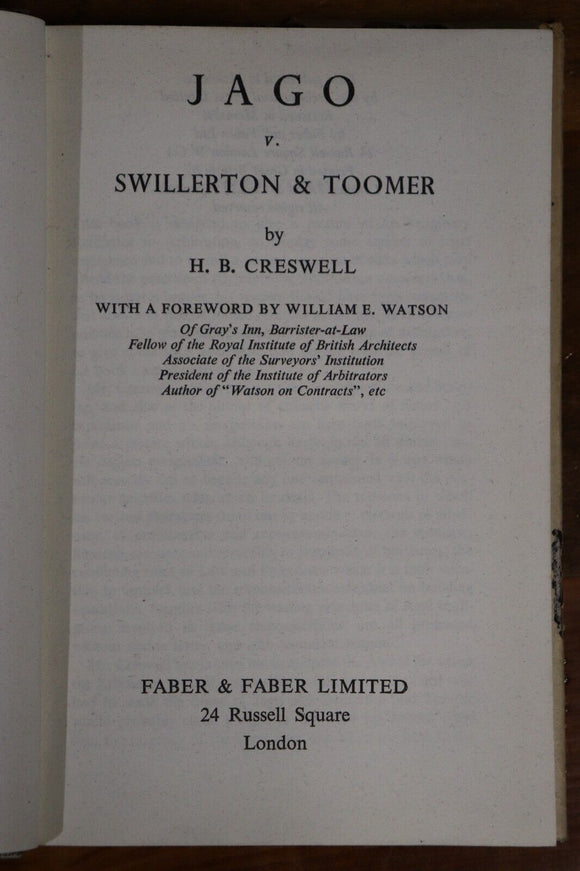 JAGO
v.
SWILLERTON & TOOMER
by
H. B. CRESWELL
WITH A FOREWORD BY WILLIAM E. WATSON
Of Gray's Inn, Barrister-at-Law
Fellow of the Royal Institute of British Architects
Associate of the Surveyors' Institution
President of the Institute of Arbitrators
Author of "Watson on Contracts", etc
FABER & FABER LIMITED
24 Russell Square
London